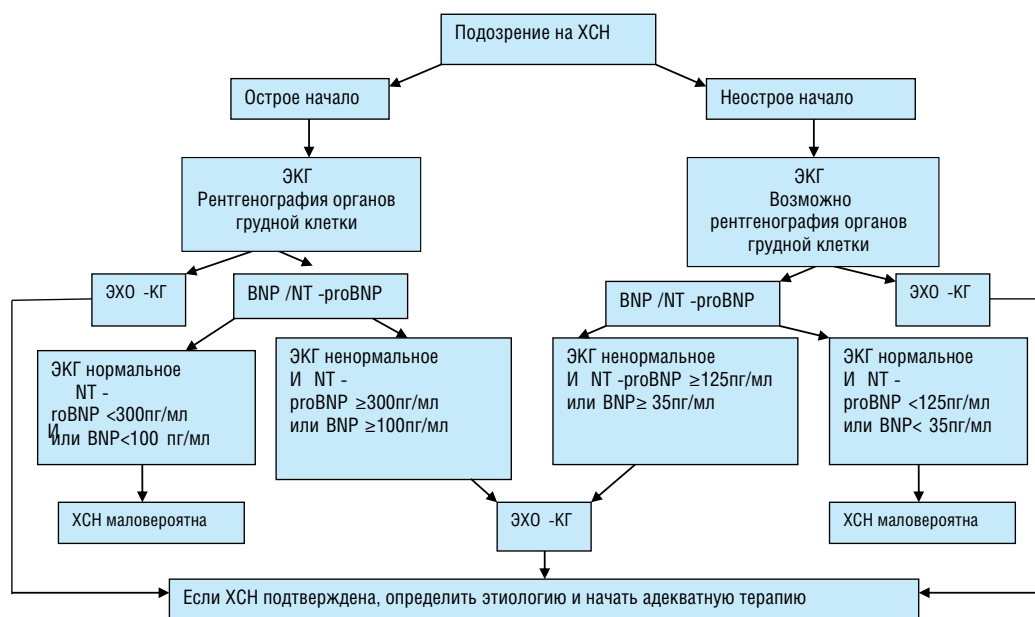 Подозрение на ХСН
Острое начало
Неострое начало
ЭКГ
Рентгенография органов
грудной клетки
ЭКГ
Возможно
рентгенография органов
грудной клетки
ЭХО -КГ
BNP /NT -proBNP
BNP /NT -proBNP
ЭХО -КГ
ЭКГ нормальное
NT -
roBNP <300пг/мл
И
или BNP<100 пг/мл
ЭКГ ненормальное
И NT -
proBNP ≥300пг/мл
или BNP ≥100пг/мл
ЭКГ ненормальное
И NT -proBNP ≥125пг/мл
или BNP≥ 35пг/мл
ЭКГ нормальное
И NT -
proBNP <125пг/мл
или BNP< 35пг/мл
ХСН маловероятна
ЭХО -КГ
ХСН маловероятна
Если ХСН подтверждена, определить этиологию и начать адекватную терапию